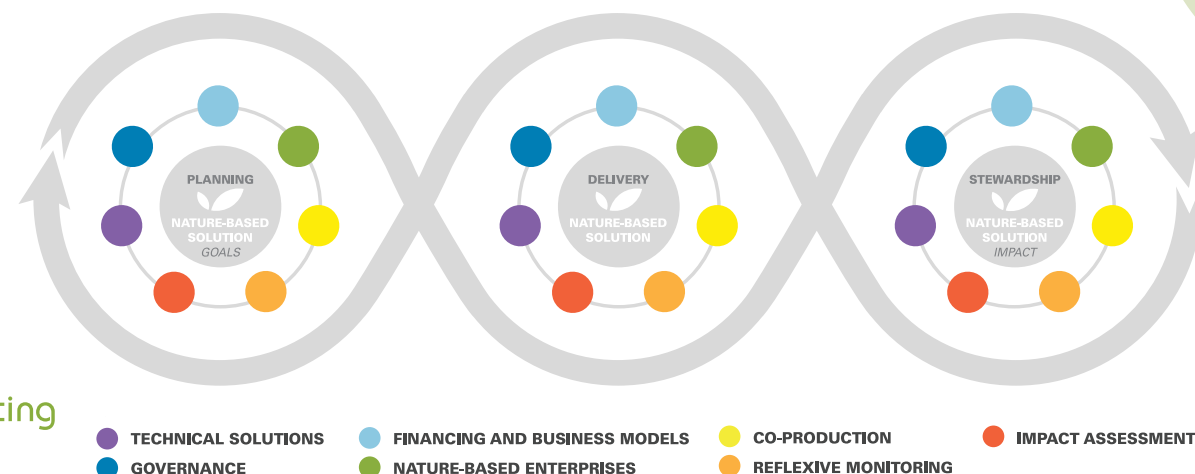 PLANNING
NATURE-BASED
SOLUTION
GOALS
DELIVERY
NATURE-BASED
SOLUTION
STEWARDSHIP
NATURE-BASED
SOLUTION
IMPACT
TECHNICAL SOLUTIONS
FINANCING AND BUSINESS MODELS
CO-PRODUCTION
IMPACT ASSESSMENT
GOVERNANCE
NATURE-BASED ENTERPRISES
REFLEXIVE MONITORING